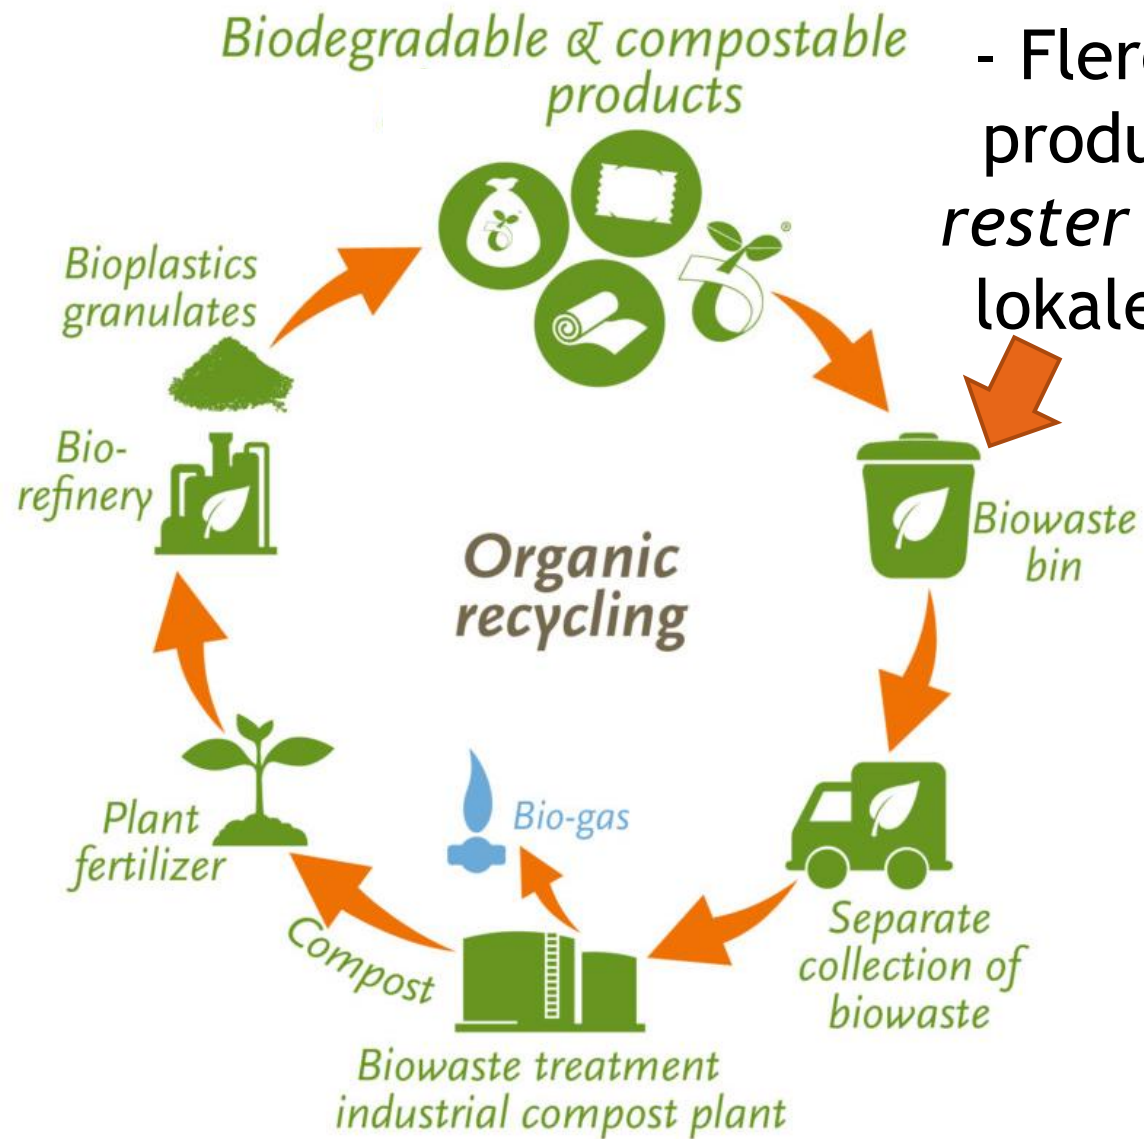 Biodegradable & compostable
products
- Fler
produ
rester
lokale
Bioplastics
granulates
®
Bio-
refinery
Biowaste
bin
Organic
recycling
Plant
fertilizer
Bio-gas
Compost
Separate
collection of
biowaste
Biowaste treatment
industrial compost plant